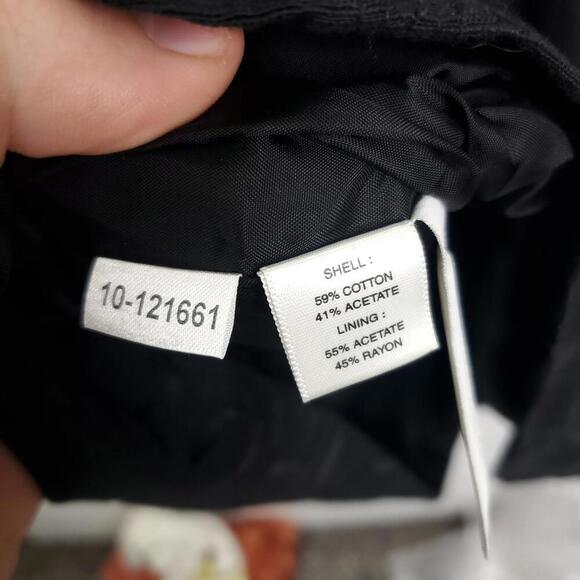 10-121661
SHELL :
59% COTTON
41% ACETATE
LINING :
55% ACETATE
45% RAYON